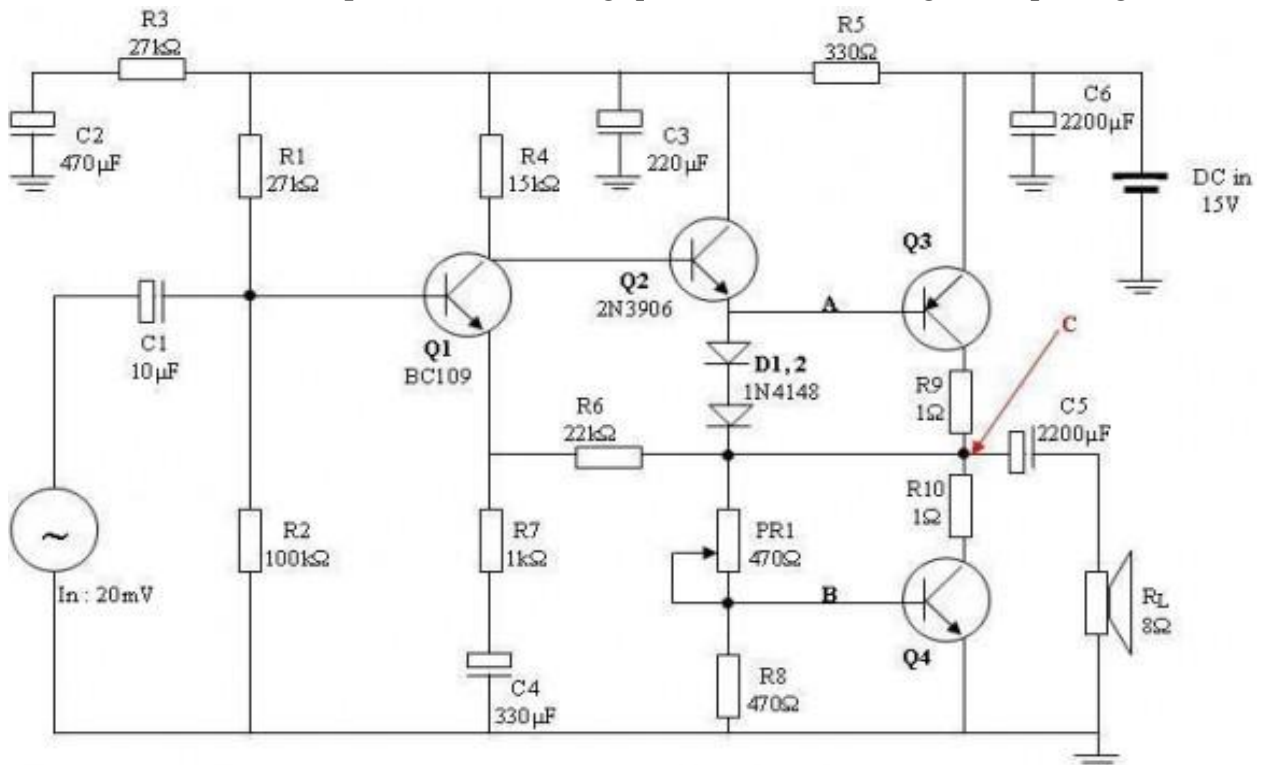 R3
27kΩ
C2
470µF
R1
27kΩ
R4
15kΩ
C3
220µF
R5
330Ω
C6
2200µF
DC in
15V
C1
10µF
Q1
BC109
Q2
2N3906
A
Q3
C
D1, 2
1N4148
R9
1Ω
C5
2200µF
R6
22kΩ
R10
1Ω
~
In : 20mV
R2
100kΩ
R7
1kΩ
PR1
470Ω
B
Q4
RL
8Ω
C4
330µF
R8
470Ω